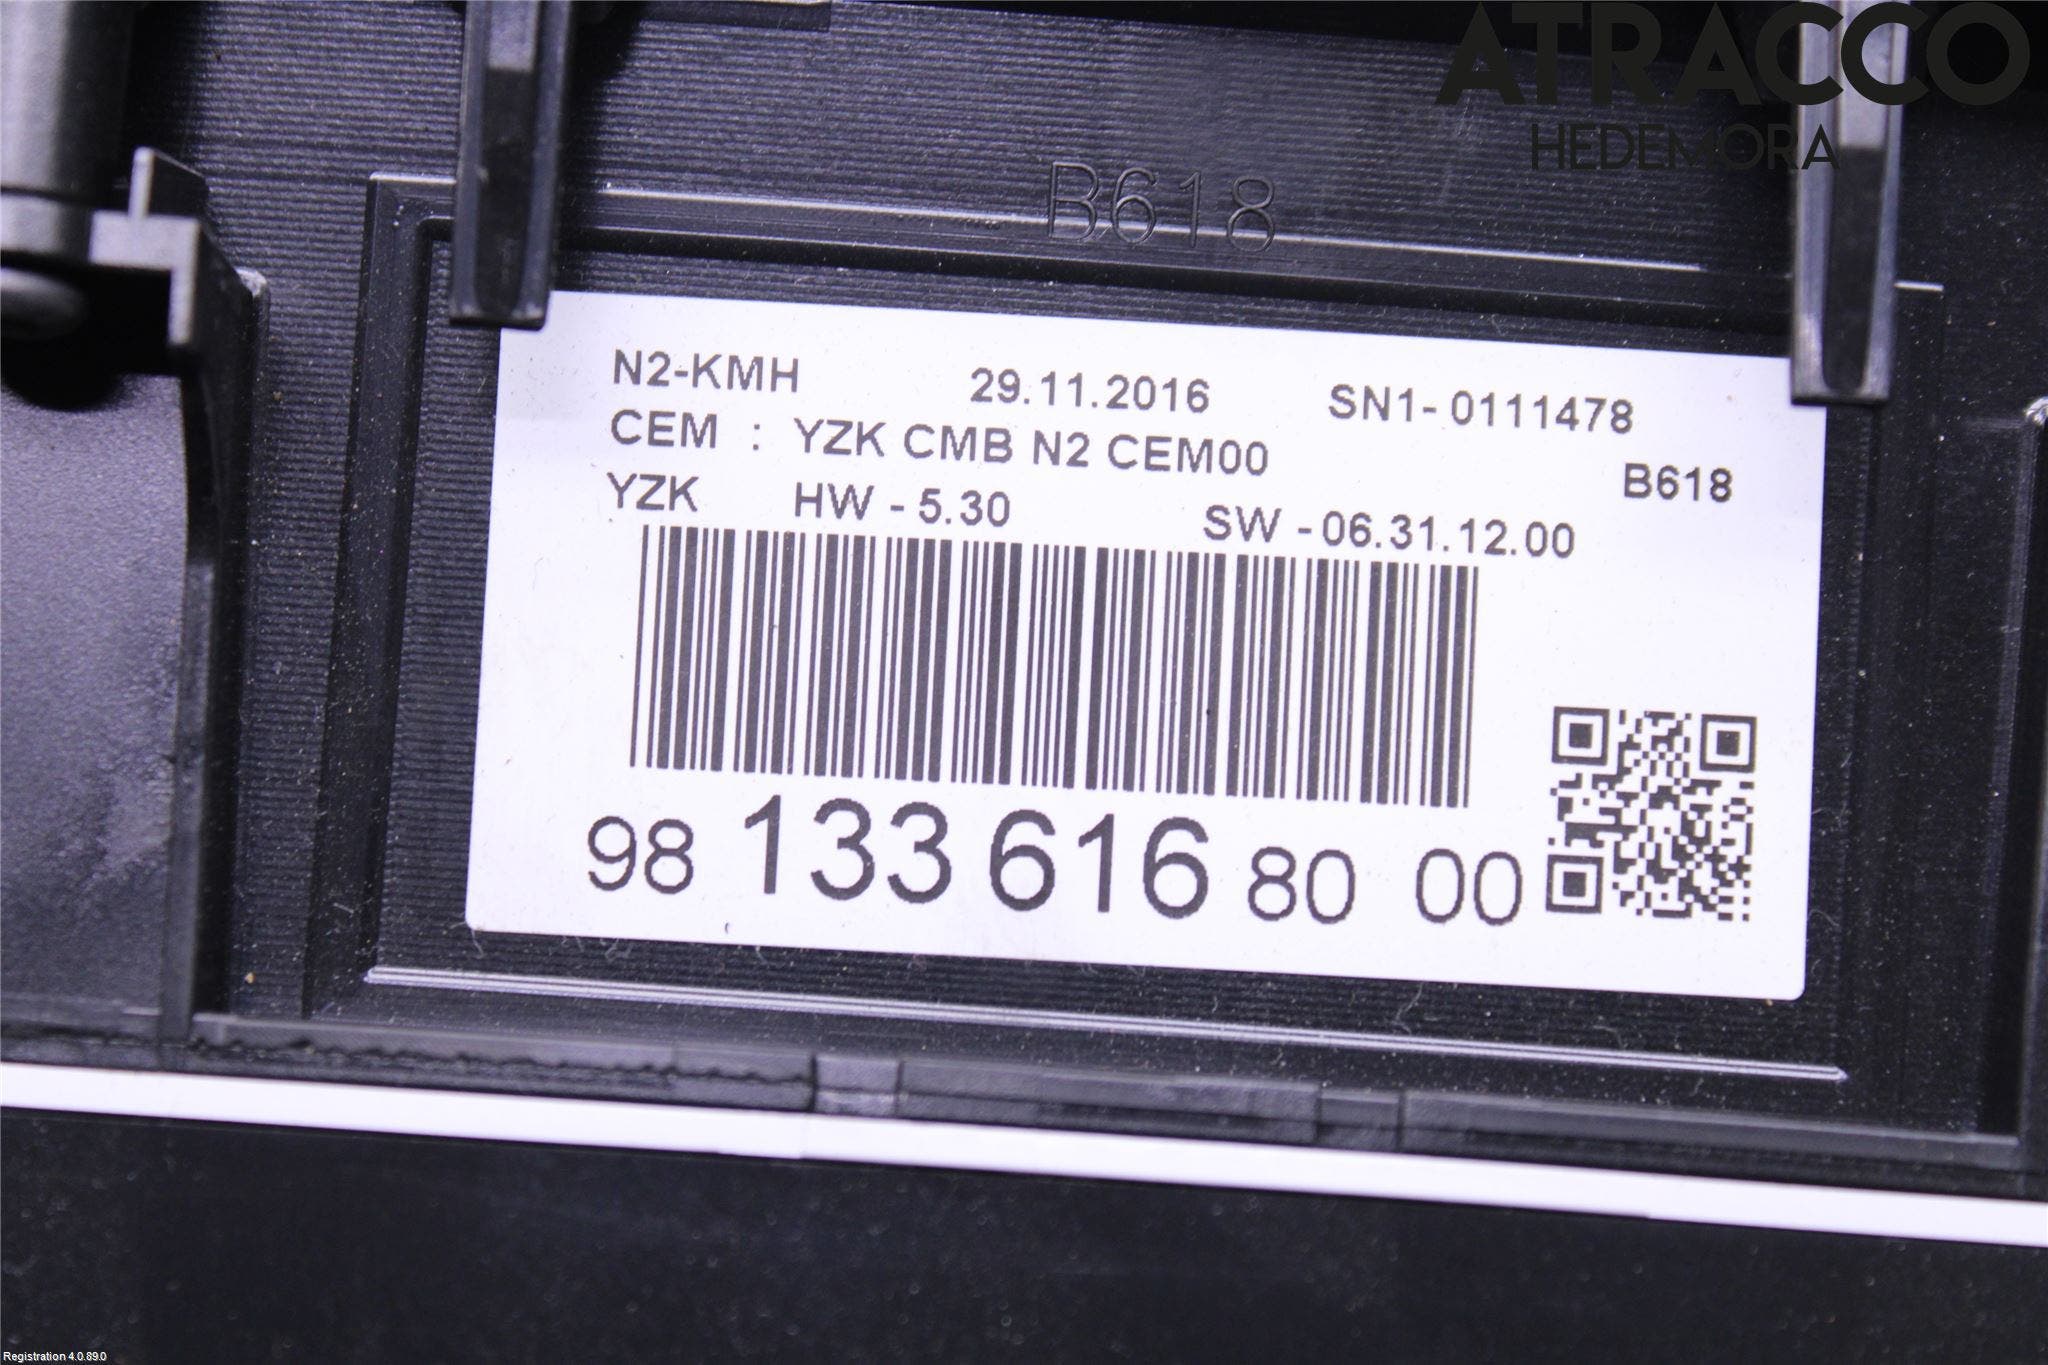 ATRACCO
HEDEMORA
B618
N2-KMH 29.11.2016 SN1-0111478
CEM : YZK CMB N2 CEM00 B618
YZK HW - 5.30 SW - 06.31.12.00
98 133 616 80 00
Registration 4.0.89.0